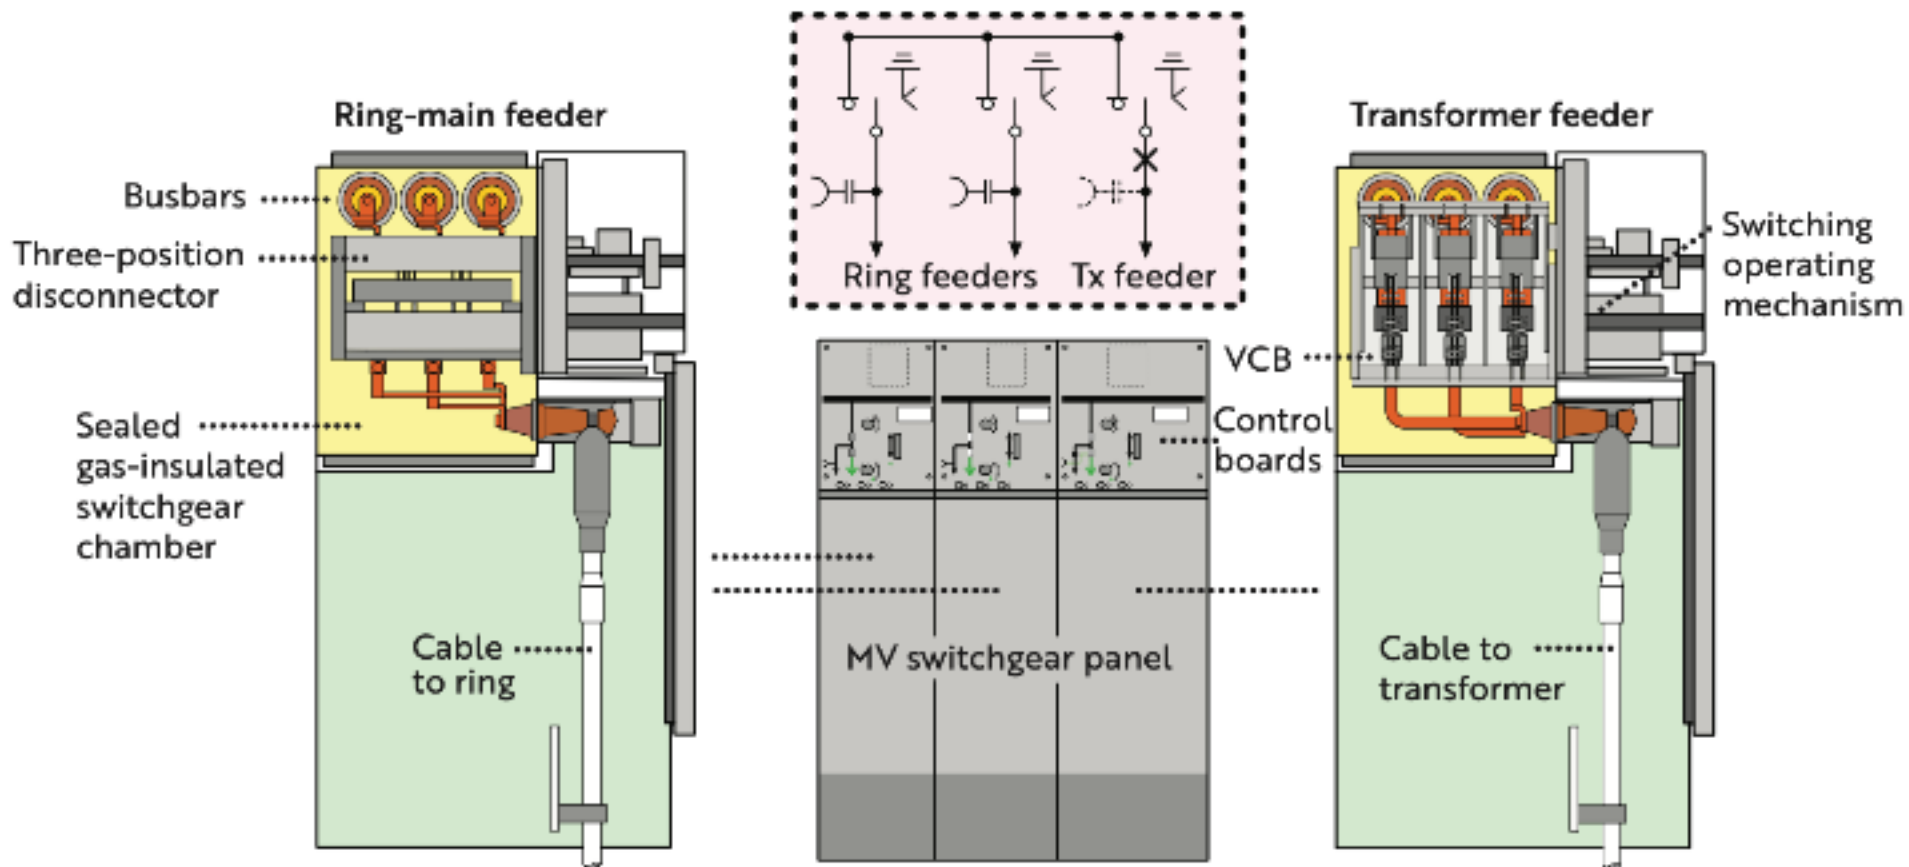 Ring-main feeder
Busbars
Three-position
disconnector
Sealed
gas-insulated
switchgear
chamber
Cable
to ring
Ring feeders
Tx feeder
MV switchgear panel
Transformer feeder
Switching
operating
mechanism
VCB
Control
boards
Cable to
transformer